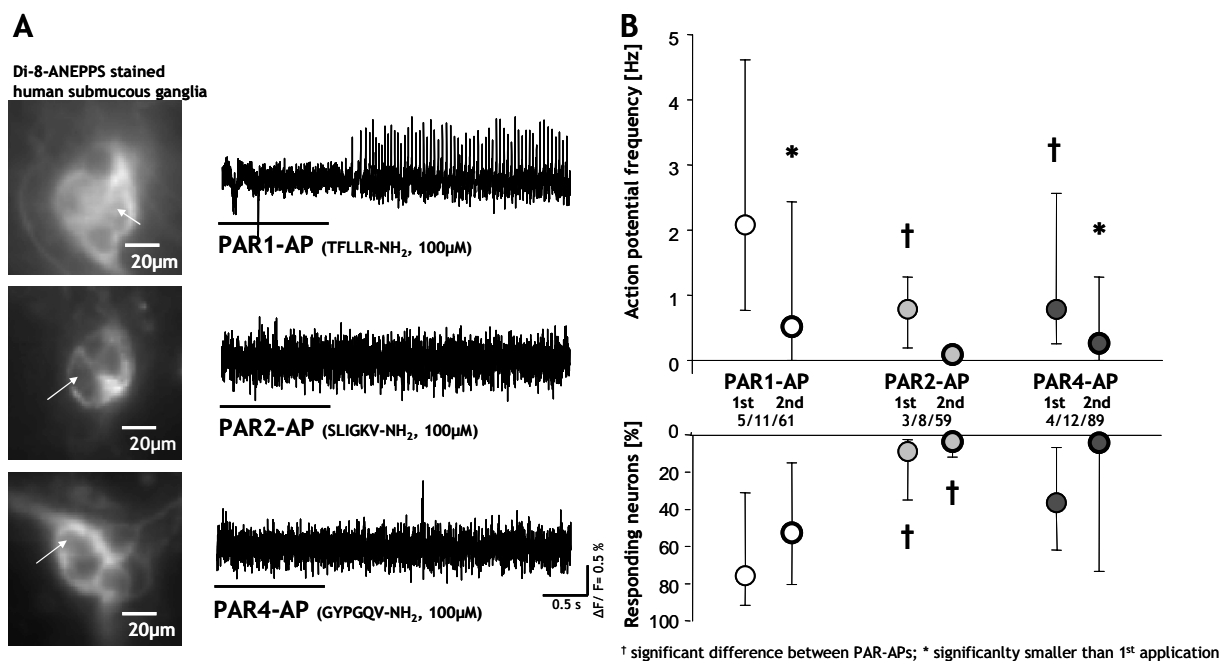 A
Di-8-ANEPPS stained
human submucous ganglia
20µm
PAR1-AP (TFLLR-NH2, 100µM)
20µm
PAR2-AP (SLIGKV-NH2, 100µM)
20µm
PAR4-AP (GYPGQV-NH2, 100µM)
0.5 s
ΔF/ F= 0.5 %
B
Action potential frequency [Hz]
5
4
3
2
1
0
*
†
†
*
PAR1-AP PAR2-AP PAR4-AP
1st 2nd 1st 2nd 1st 2nd
5/11/61 3/8/59 4/12/89
Responding neurons [%]
0
20
40
60
80
100
†
†
† significant difference between PAR-APs; * significanlty smaller than 1st application